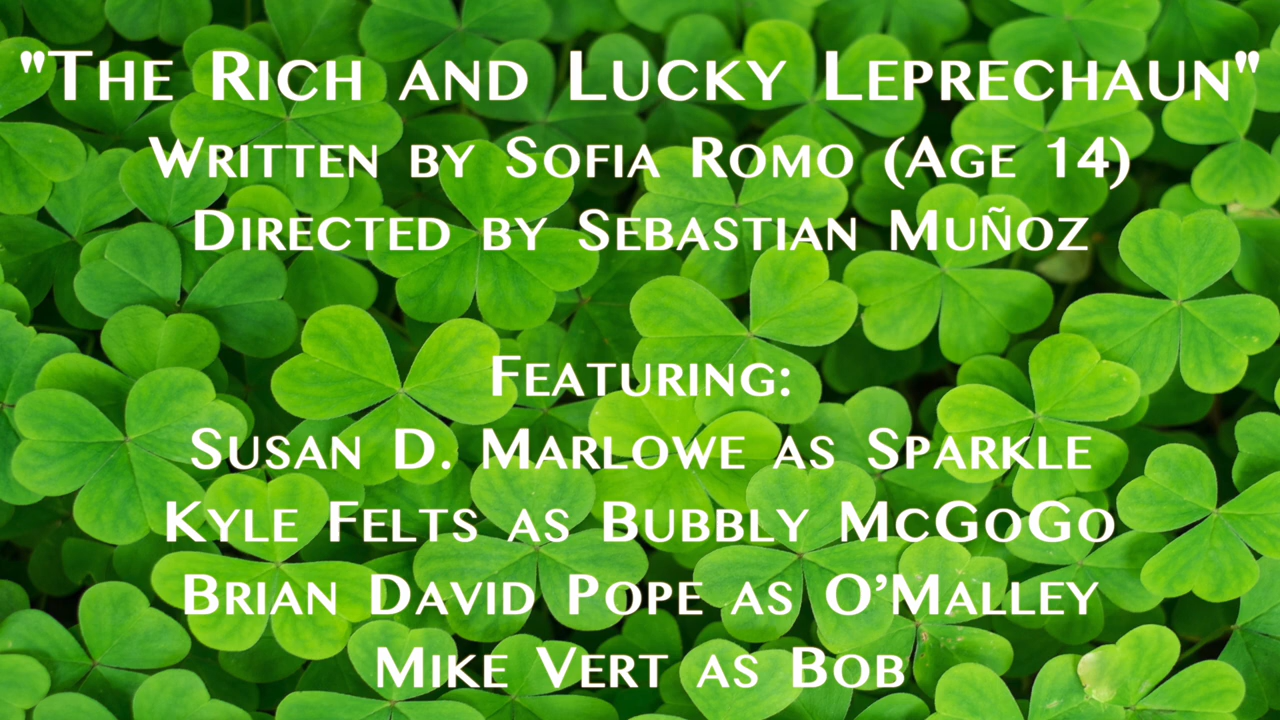 "The Rich and Lucky Leprechaun"
Written by Sofia Romo (Age 14)
Directed by Sebastian Muñoz
Featuring:
Susan D. Marlowe as Sparkle
Kyle Felts as Bubbly McGoGo
Brian David Pope as O’Malley
Mike Vert as Bob